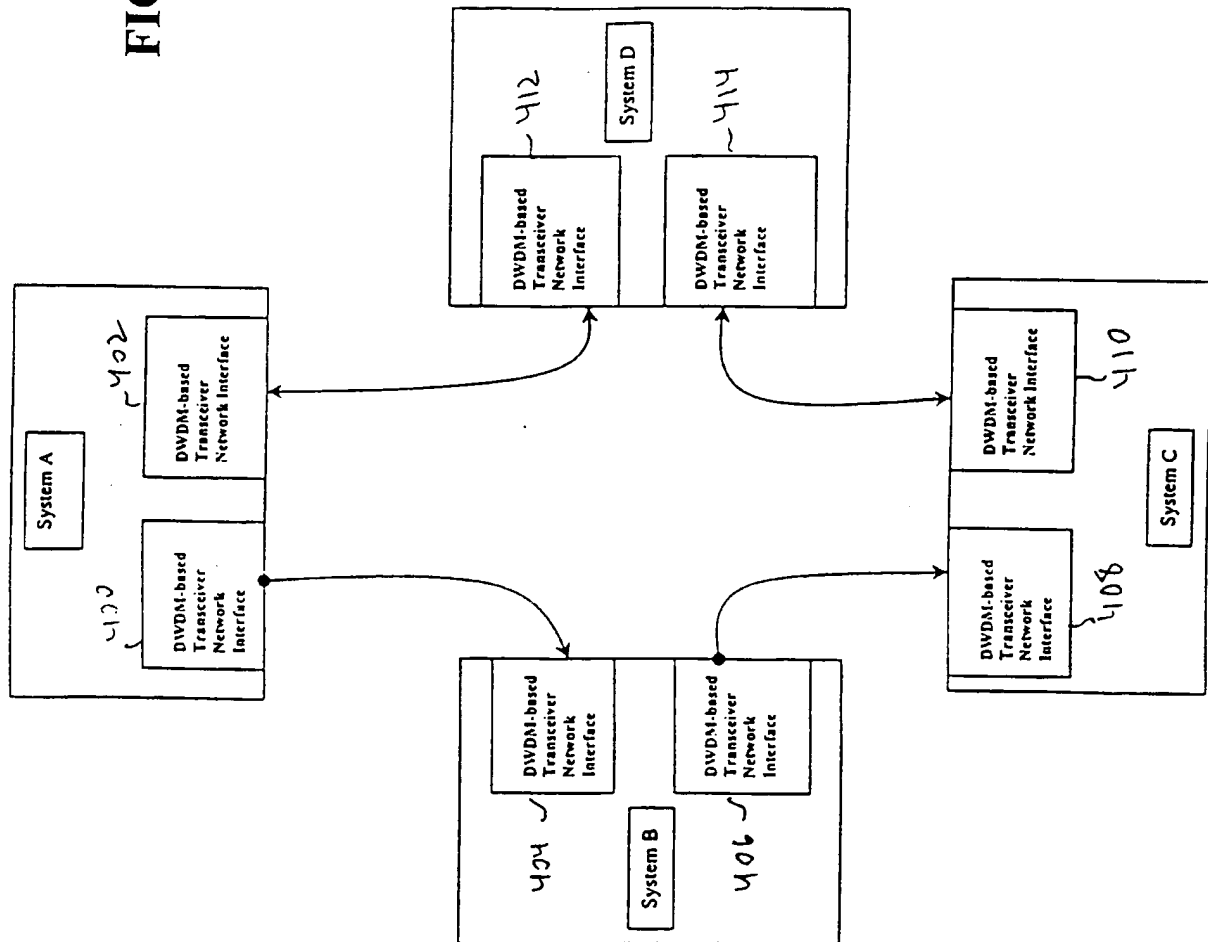 FIG
System A
400
DWDM-based
Transceiver
Network
Interface
402
DWDM-based
Transceiver
Network Interface
System B
404
DWDM-based
Transceiver
Network
Interface
406
DWDM-based
Transceiver
Network
Interface
System D
DWDM-based
Transceiver
Network
Interface
412
DWDM-based
Transceiver
Network
Interface
414
System C
DWDM-based
Transceiver
Network
Interface
408
DWDM-based
Transceiver
Network Interface
410